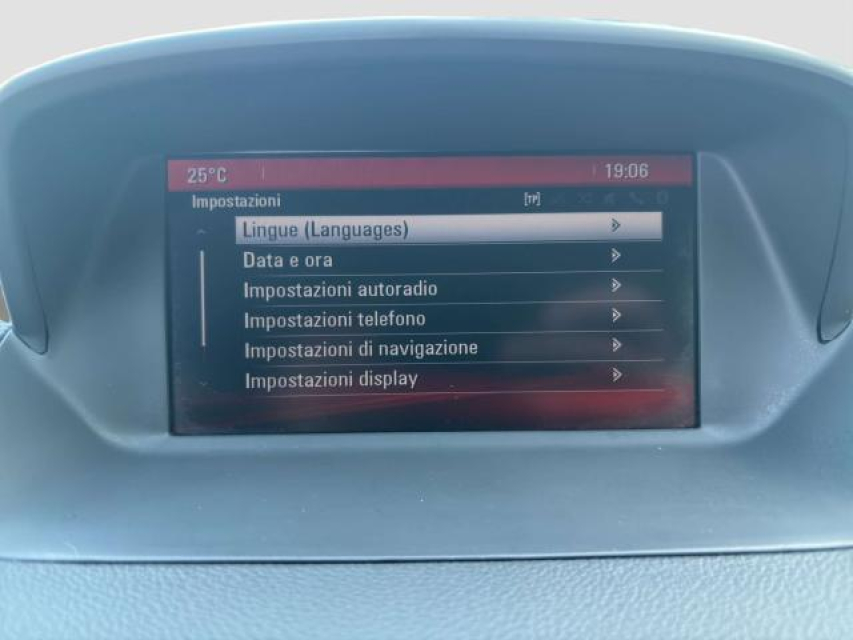 25°C 19:06
Impostazioni [TP]
Lingue (Languages)
Data e ora
Impostazioni autoradio
Impostazioni telefono
Impostazioni di navigazione
Impostazioni display